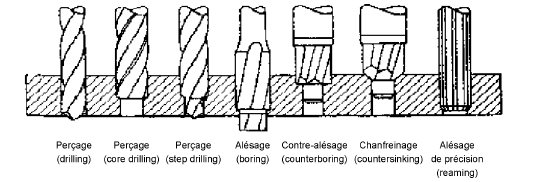 Perçage
(drilling)
Perçage
(core drilling)
Perçage
(step drilling)
Alésage
(boring)
Contre-alésage
(counterboring)
Chanfreinage
(countersinking)
Alésage
de précision
(reaming)